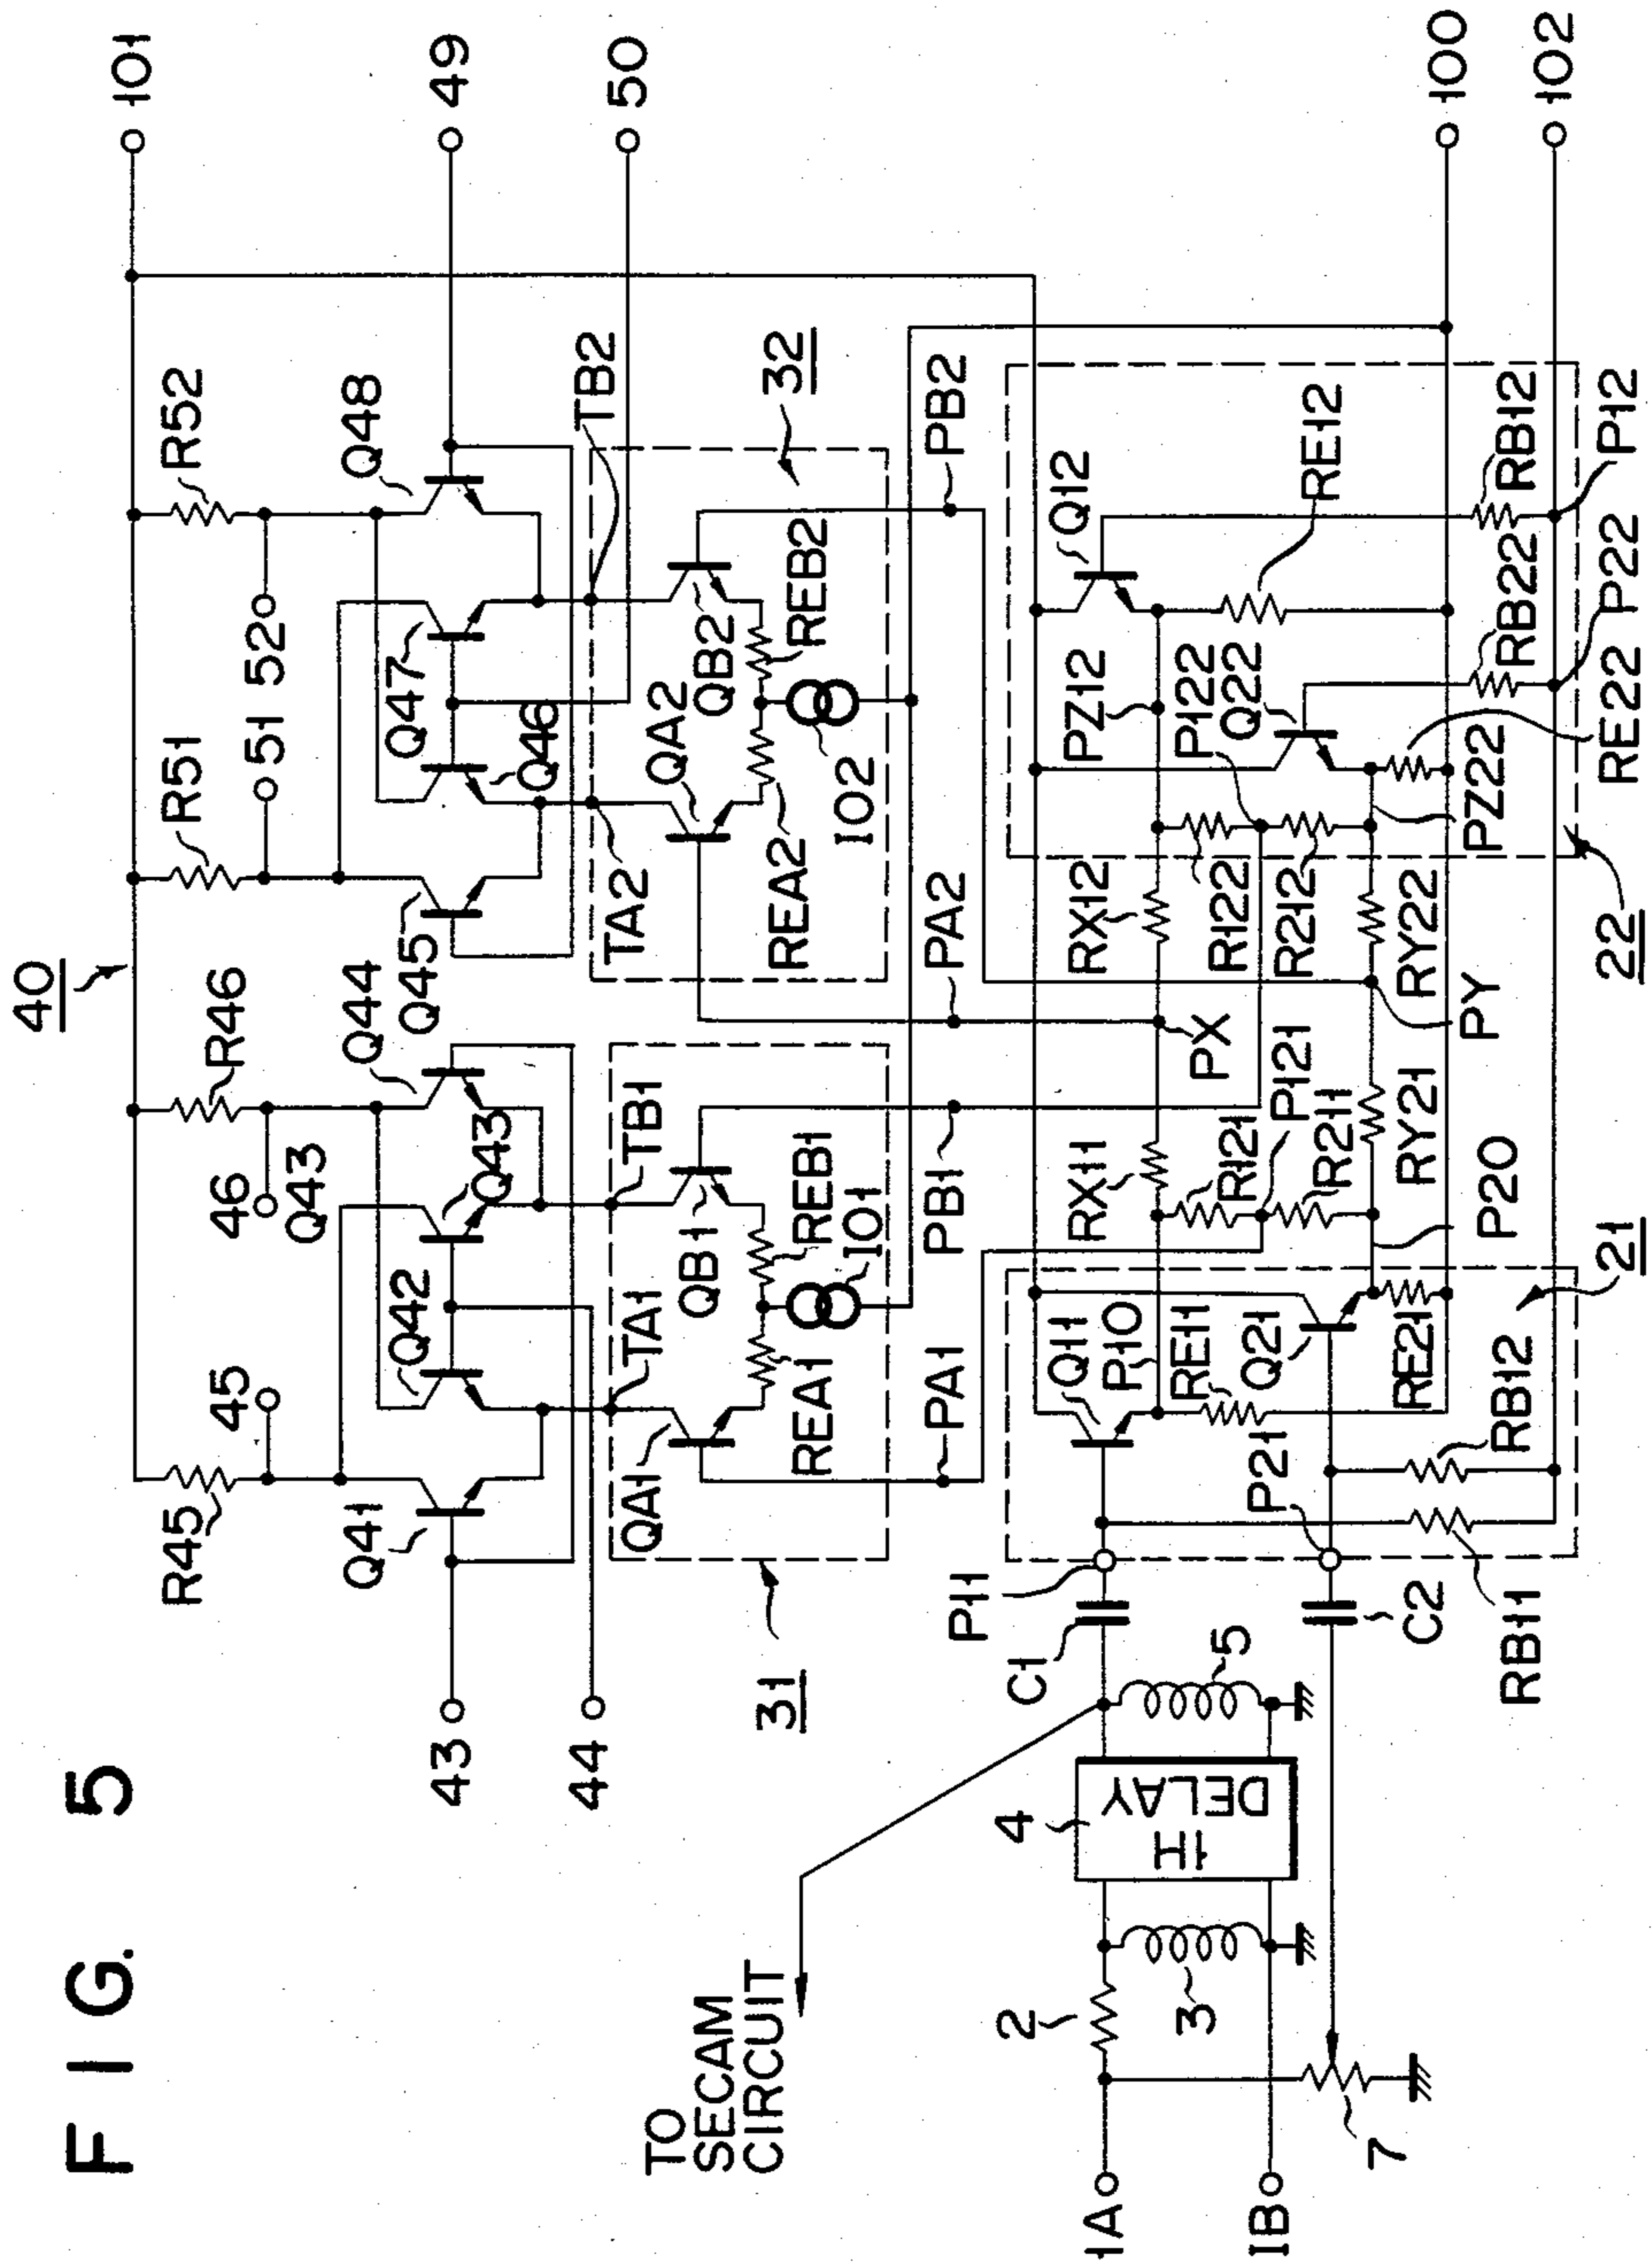 FIG. 5
40
101
R45
45
46
R46
R51
51
52
R52
Q43
Q41
Q42
Q43
Q44
Q45
Q47
Q46
Q48
43
49
44
50
TA1
TB1
TA2
TB2
31
QA1
QB1
REA1
REB1
IO1
QA2
QB2
REA2
REB2
IO2
32
PA1
PB1
PA2
PB2
TO
SECAM
CIRCUIT
1A
2
3
4
1H
DELAY
5
C1
P11
Q11
P10
RE11
RX11
R121
P121
R211
PX
RX12
R122
P122
R212
PZ12
Q12
RE12
Q22
1B
7
C2
P21
Q21
RE21
RB11
RB12
21
P20
RY21
PY
RY22
22
PZ22
RE22
RB22
P22
RB12
P12
100
102